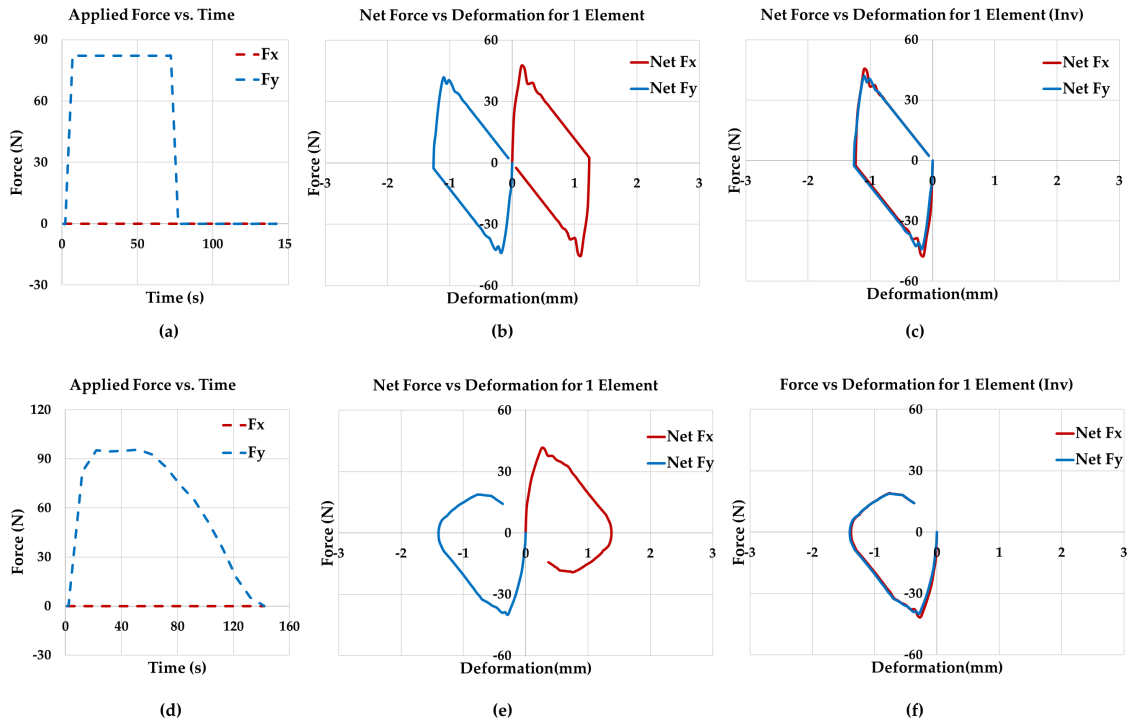 Applied Force vs. Time
Force (N)
90
60
30
0
-30
0
50
100
15
Fx
Fy
Time (s)
(a)
Net Force vs Deformation for 1 Element
Force (N)
60
30
0
-30
-60
-3
-2
-1
0
1
2
3
Net Fx
Net Fy
Deformation(mm)
(b)
Net Force vs Deformation for 1 Element (Inv)
Force (N)
60
30
0
-30
-60
-3
-2
-1
0
1
2
3
Net Fx
Net Fy
Deformation(mm)
(c)
Applied Force vs. Time
Force (N)
120
90
60
30
0
-30
0
40
80
120
160
Fx
Fy
Time (s)
(d)
Net Force vs Deformation for 1 Element
Force (N)
60
30
0
-30
-60
-3
-2
-1
0
1
2
3
Net Fx
Net Fy
Deformation(mm)
(e)
Force vs Deformation for 1 Element (Inv)
Force (N)
60
30
0
-30
-60
-3
-2
-1
0
1
2
3
Net Fx
Net Fy
Deformation(mm)
(f)